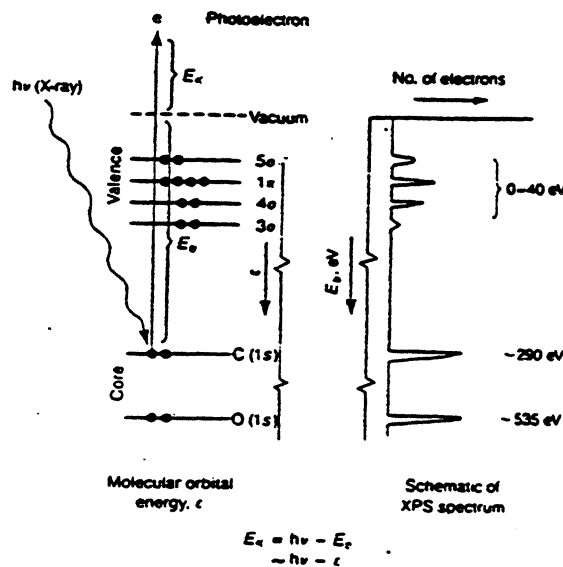 e
Photoelectron
E_K
hν (X-ray)
No. of electrons
Vacuum
Valence
5σ
1π
4σ
3σ
0–40 eV
E_B
ε
E_b, eV
C (1s)
~290 eV
Core
O (1s)
~535 eV
Molecular orbital
energy, ε
Schematic of
XPS spectrum
E_K = hν – E_B
~ hν – ε